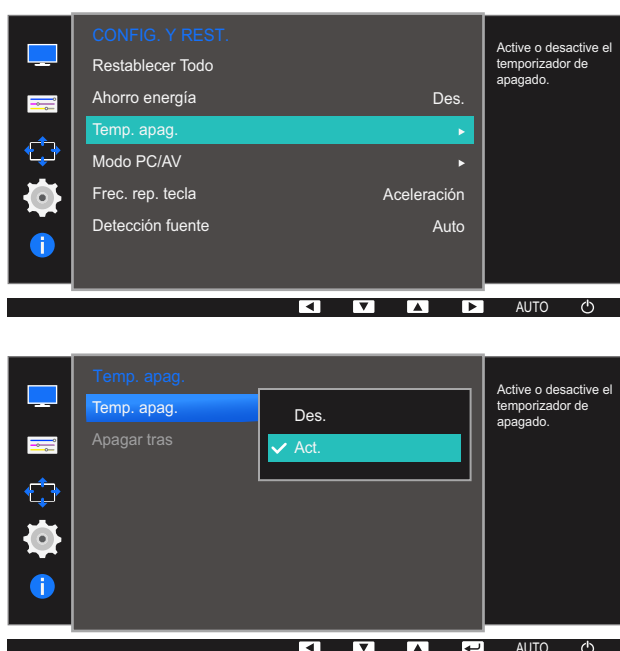 CONFIG. Y REST.
Restablecer Todo
Ahorro energía Des.
Temp. apag.
Modo PC/AV
Frec. rep. tecla Aceleración
Detección fuente Auto
Active o desactive el
temporizador de
apagado.
AUTO
Temp. apag.
Temp. apag.
Apagar tras
Des.
Act.
Active o desactive el
temporizador de
apagado.
AUTO